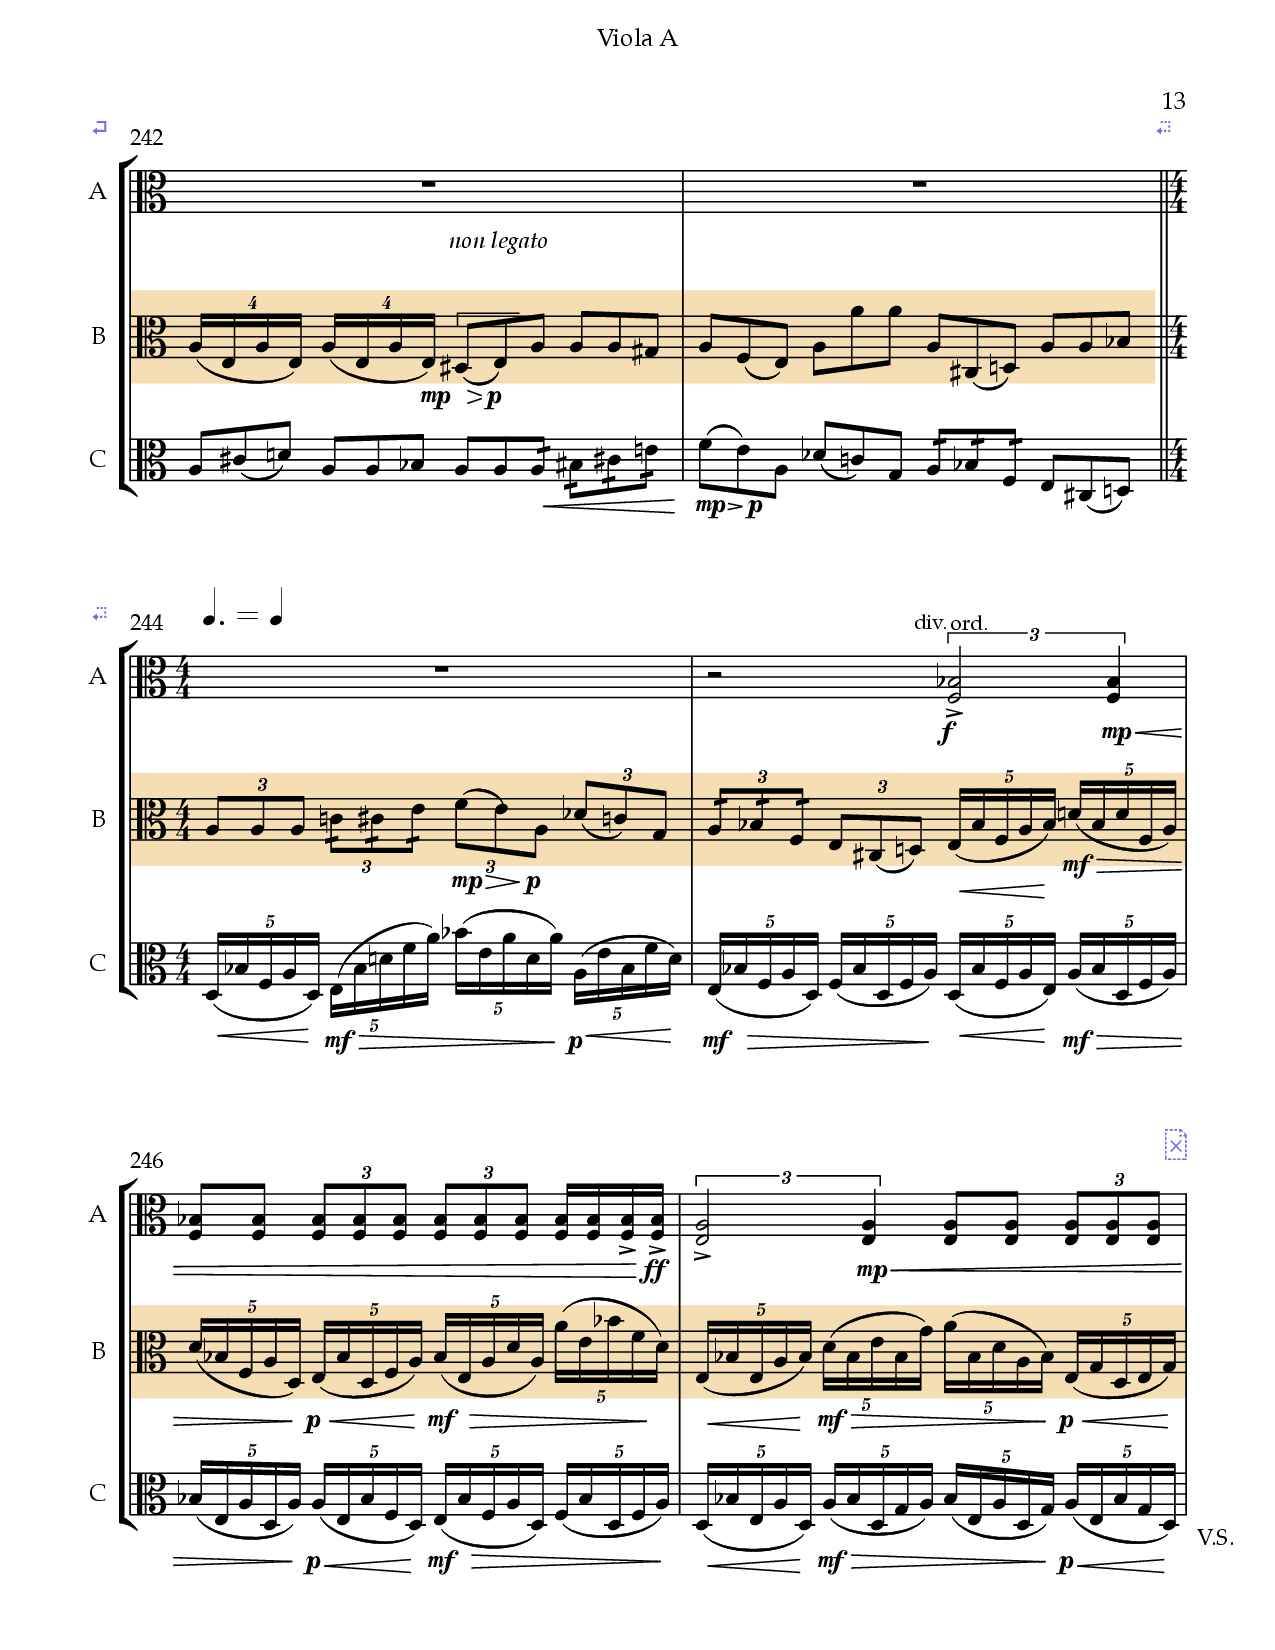 Viola A
13
242
A
non legato
4 4
B
mp p
C
mp p
244
div. ord.
3
A
f mp
3 3 5 5
B
3 3 mp p mf
5
C
5 mf 5 p 5 mf 5 5 5 mf 5
246
3 3
3 3
A
ff mp
5 5 5 5 5
B
5 5 5
p mf mf p
5 5 5 5 5 5 5 5
C
p mf mf p
V.S.